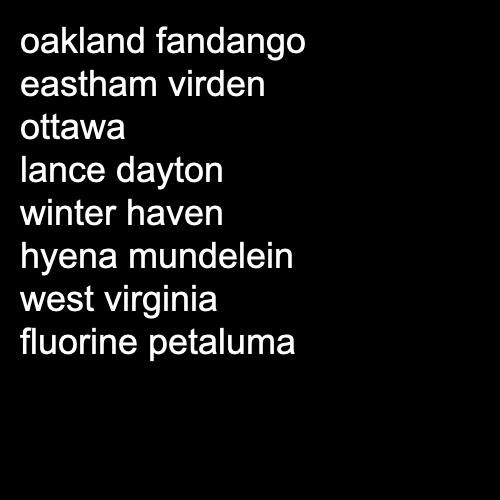 oakland fandango
eastham virden
ottawa
lance dayton
winter haven
hyena mundelein
west virginia
fluorine petaluma